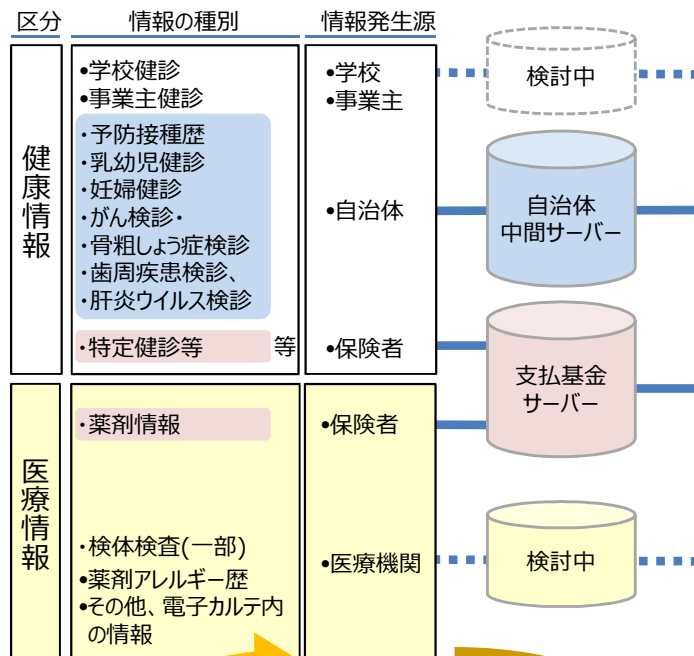 区分
情報の種別
情報発生源
健康情報
•学校健診
•事業主健診
・予防接種歴
・乳幼児健診
・妊婦健診
・がん検診・
・骨粗しょう症検診
・歯周疾患検診、
・肝炎ウイルス検診
・特定健診等 等
•学校
•事業主
•自治体
•保険者
検討中
自治体
中間サーバー
支払基金
サーバー
医療情報
・薬剤情報
・検体検査(一部)
•薬剤アレルギー歴
•その他、電子カルテ内
の情報
•保険者
•医療機関
検討中